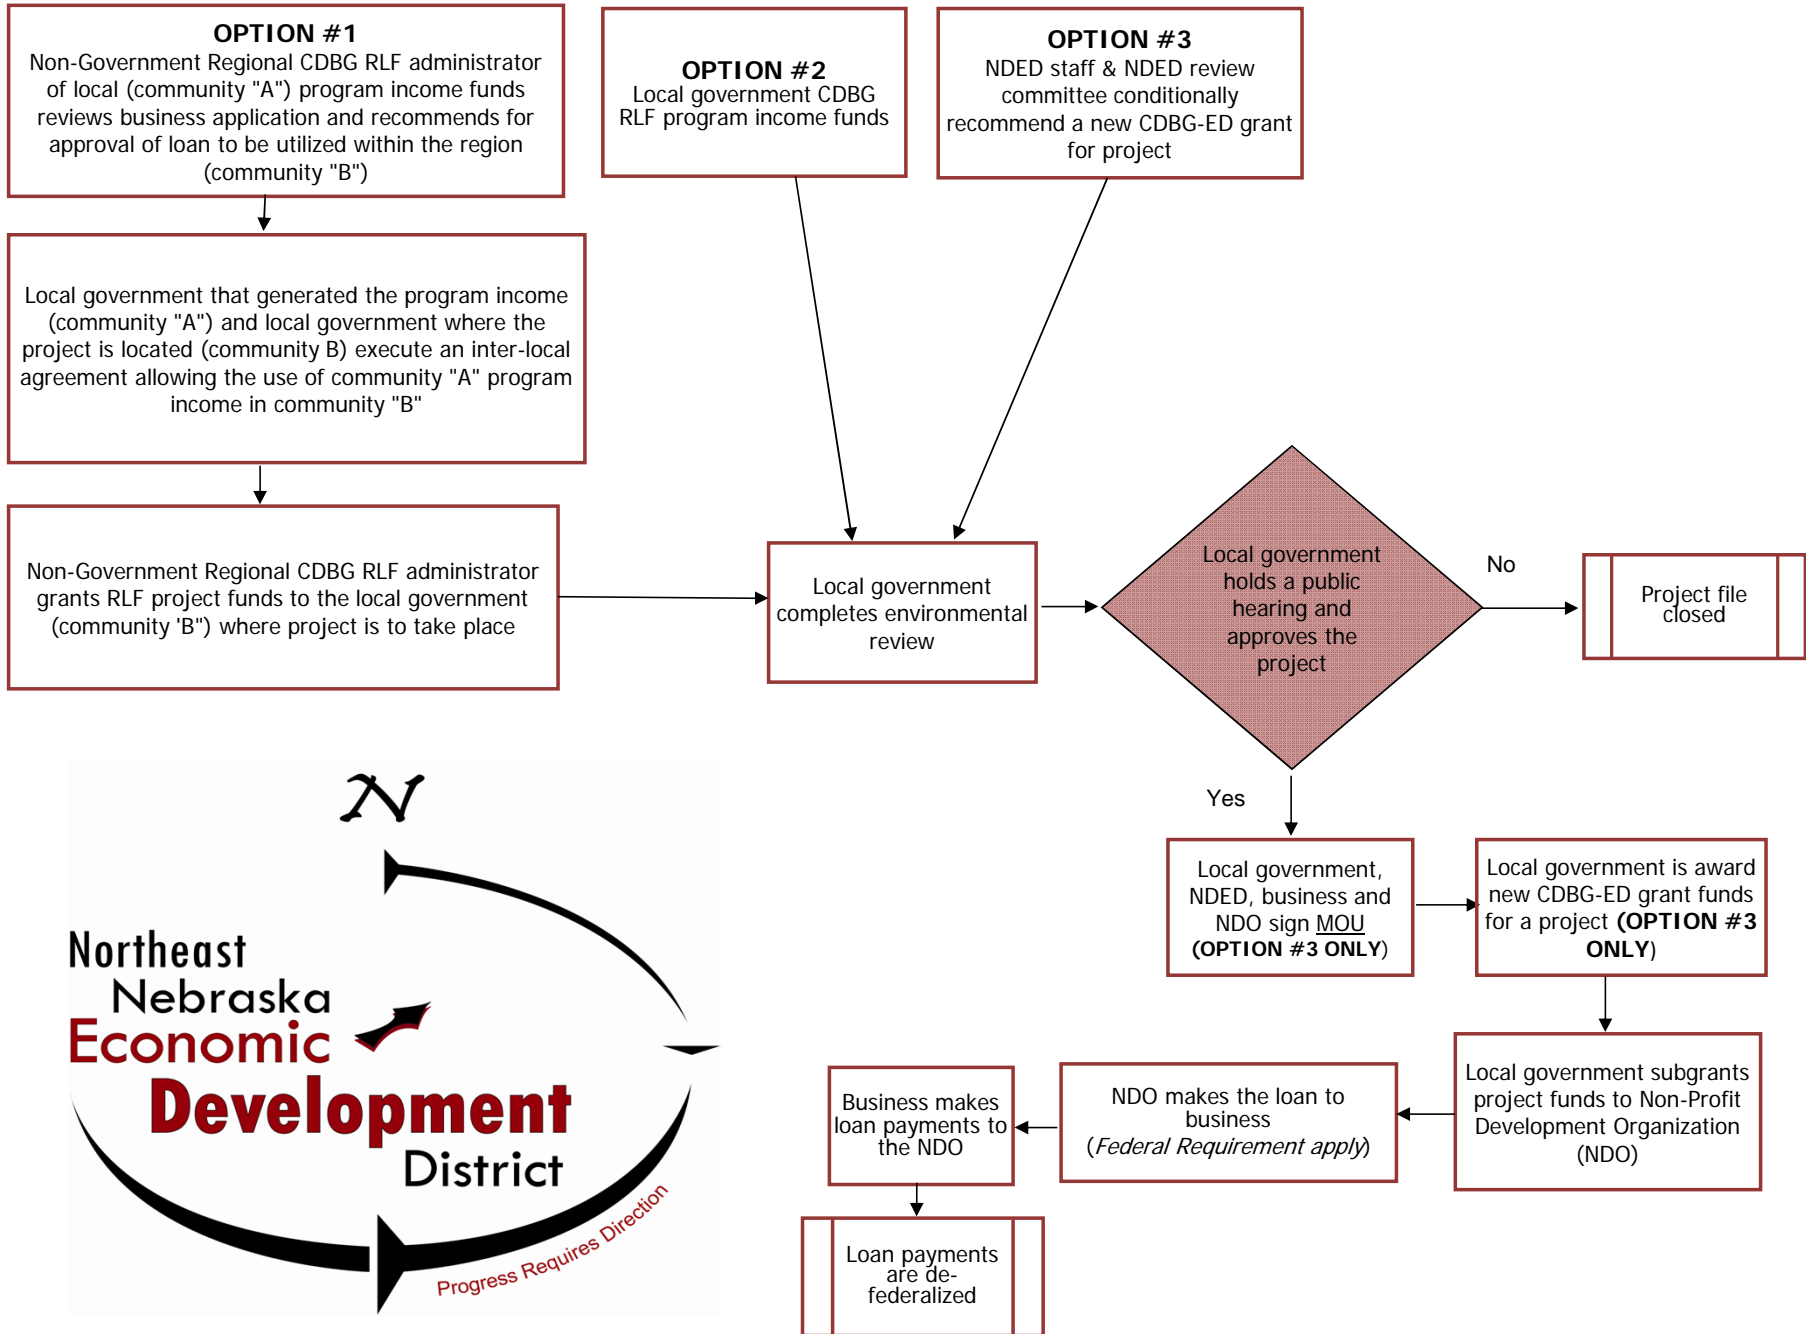 OPTION #1
Non-Government Regional CDBG RLF administrator
of local (community "A") program income funds
reviews business application and recommends for
approval of loan to be utilized within the region
(community "B")
OPTION #2
Local government CDBG
RLF program income funds
OPTION #3
NDED staff & NDED review
committee conditionally
recommend a new CDBG-ED grant
for project
Local government that generated the program income
(community "A") and local government where the
project is located (community B) execute an inter-local
agreement allowing the use of community "A" program
income in community "B"
Non-Government Regional CDBG RLF administrator
grants RLF project funds to the local government
(community 'B") where project is to take place
Local government
completes environmental
review
Local government
holds a public
hearing and
approves the
project
No
Project file
closed
Yes
Local government,
NDED, business and
NDO sign MOU
(OPTION #3 ONLY)
Local government is award
new CDBG-ED grant funds
for a project (OPTION #3
ONLY)
Local government subgrants
project funds to Non-Profit
Development Organization
(NDO)
NDO makes the loan to
business
(Federal Requirement apply)
Business makes
loan payments to
the NDO
Loan payments
are de-
federalized
N
Northeast
Nebraska
Economic
Development
District
Progress Requires Direction